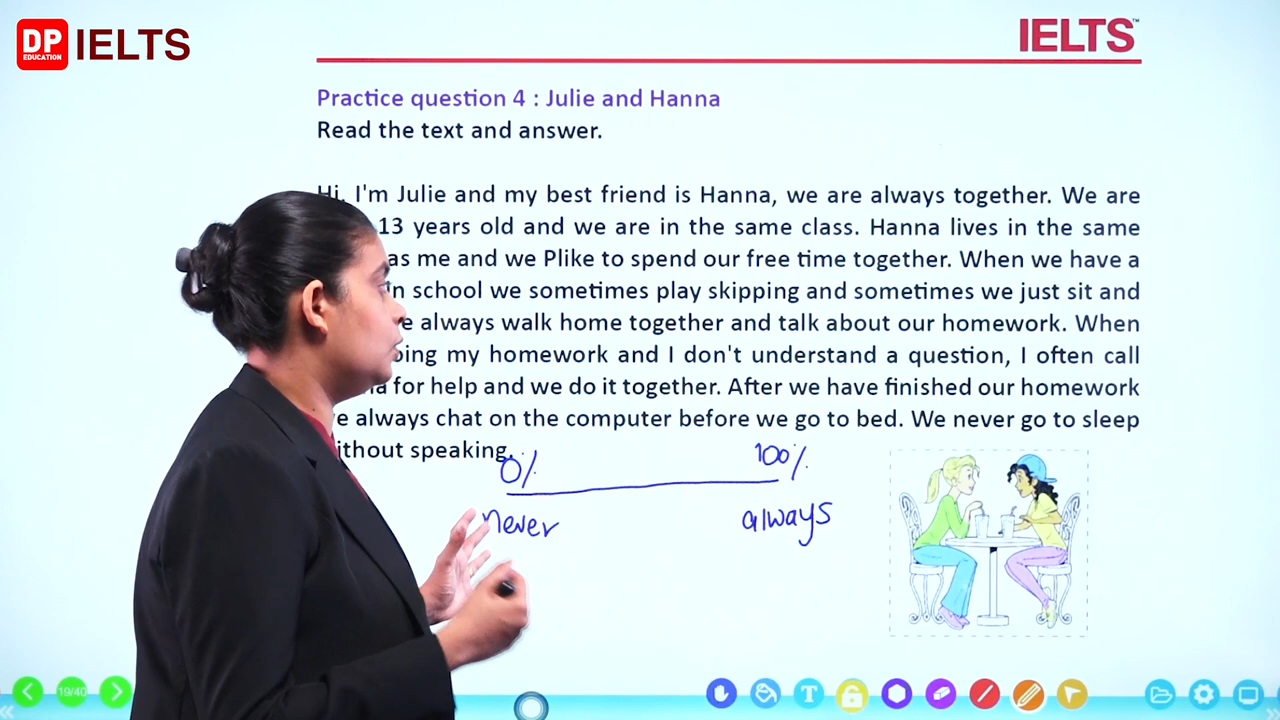 DP
EDUCATION
IELTS
IELTS™
Practice question 4 : Julie and Hanna
Read the text and answer.
Hi, I'm Julie and my best friend is Hanna, we are always together. We are
13 years old and we are in the same class. Hanna lives in the same
as me and we Plike to spend our free time together. When we have a
in school we sometimes play skipping and sometimes we just sit and
always walk home together and talk about our homework. When
my homework and I don't understand a question, I often call
for help and we do it together. After we have finished our homework
always chat on the computer before we go to bed. We never go to sleep
without speaking.
0% 100%
never always
19/40
T